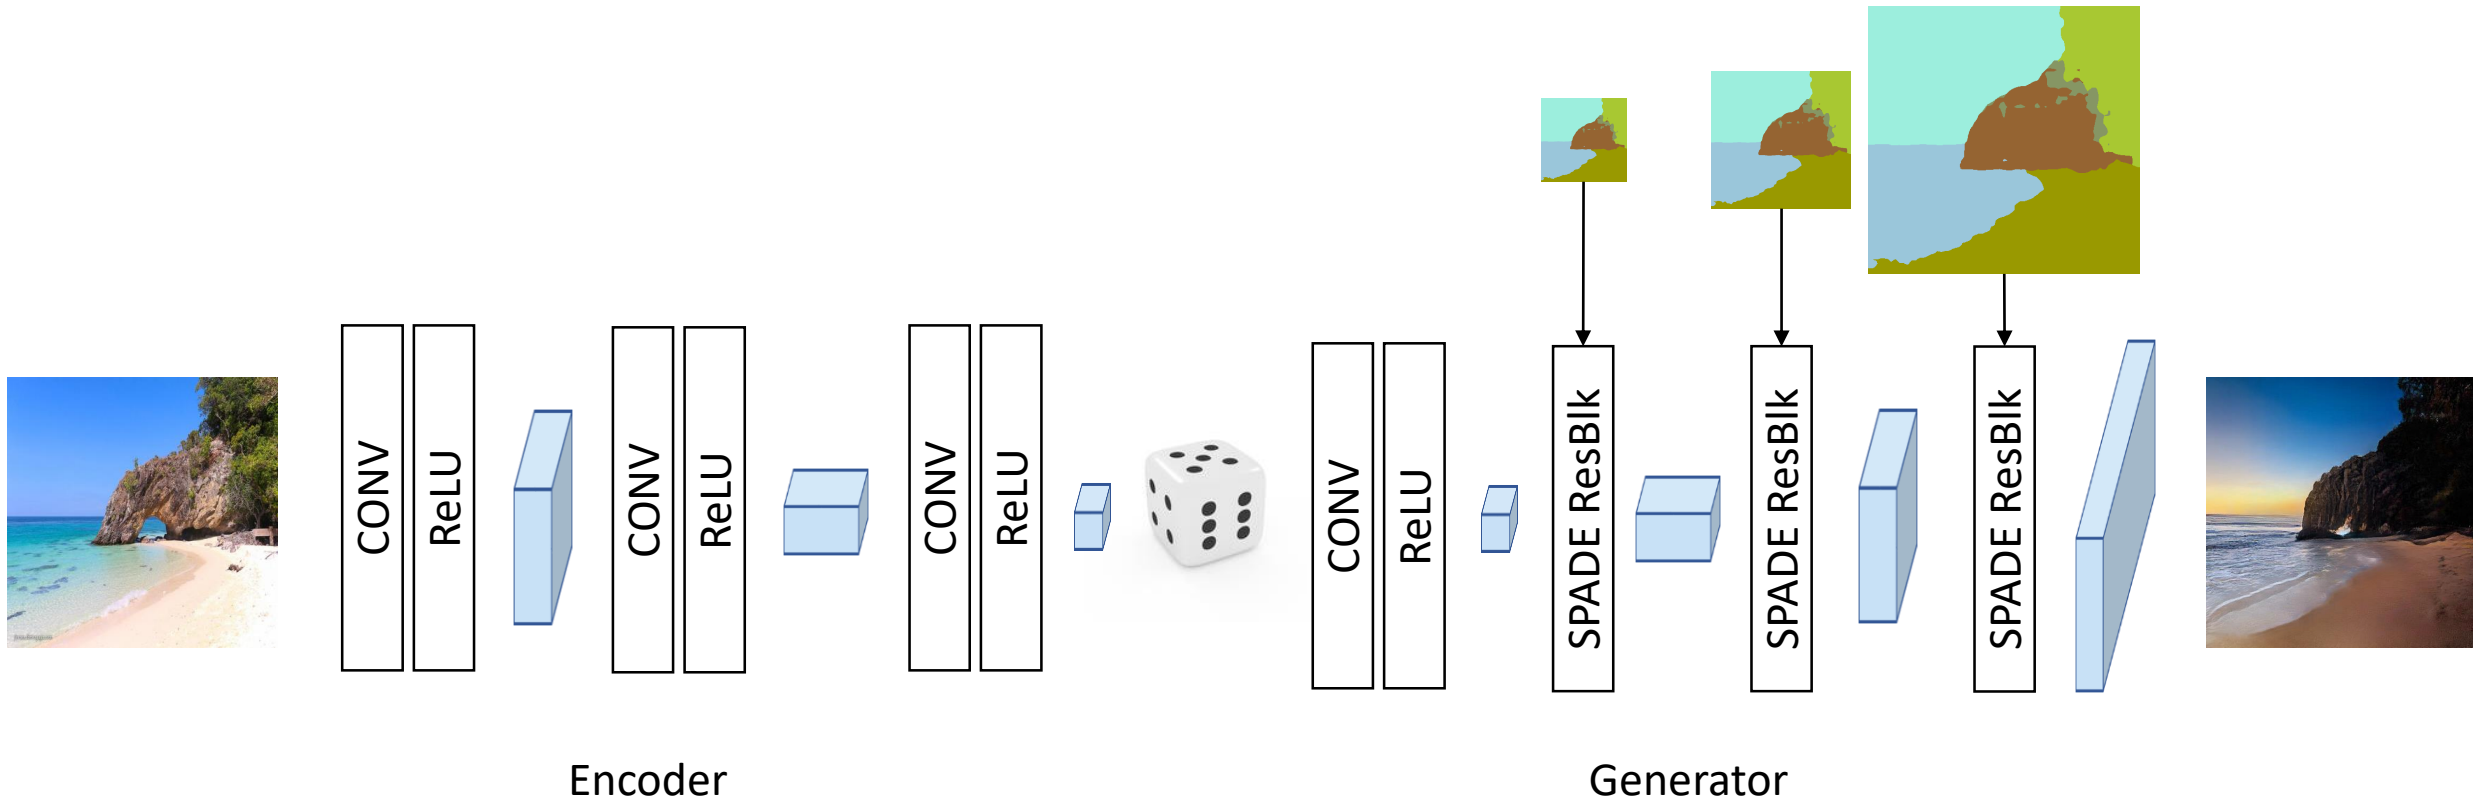 CONV
ReLU
CONV
ReLU
CONV
ReLU
CONV
ReLU
SPADE ResBlk
SPADE ResBlk
SPADE ResBlk
Encoder
Generator